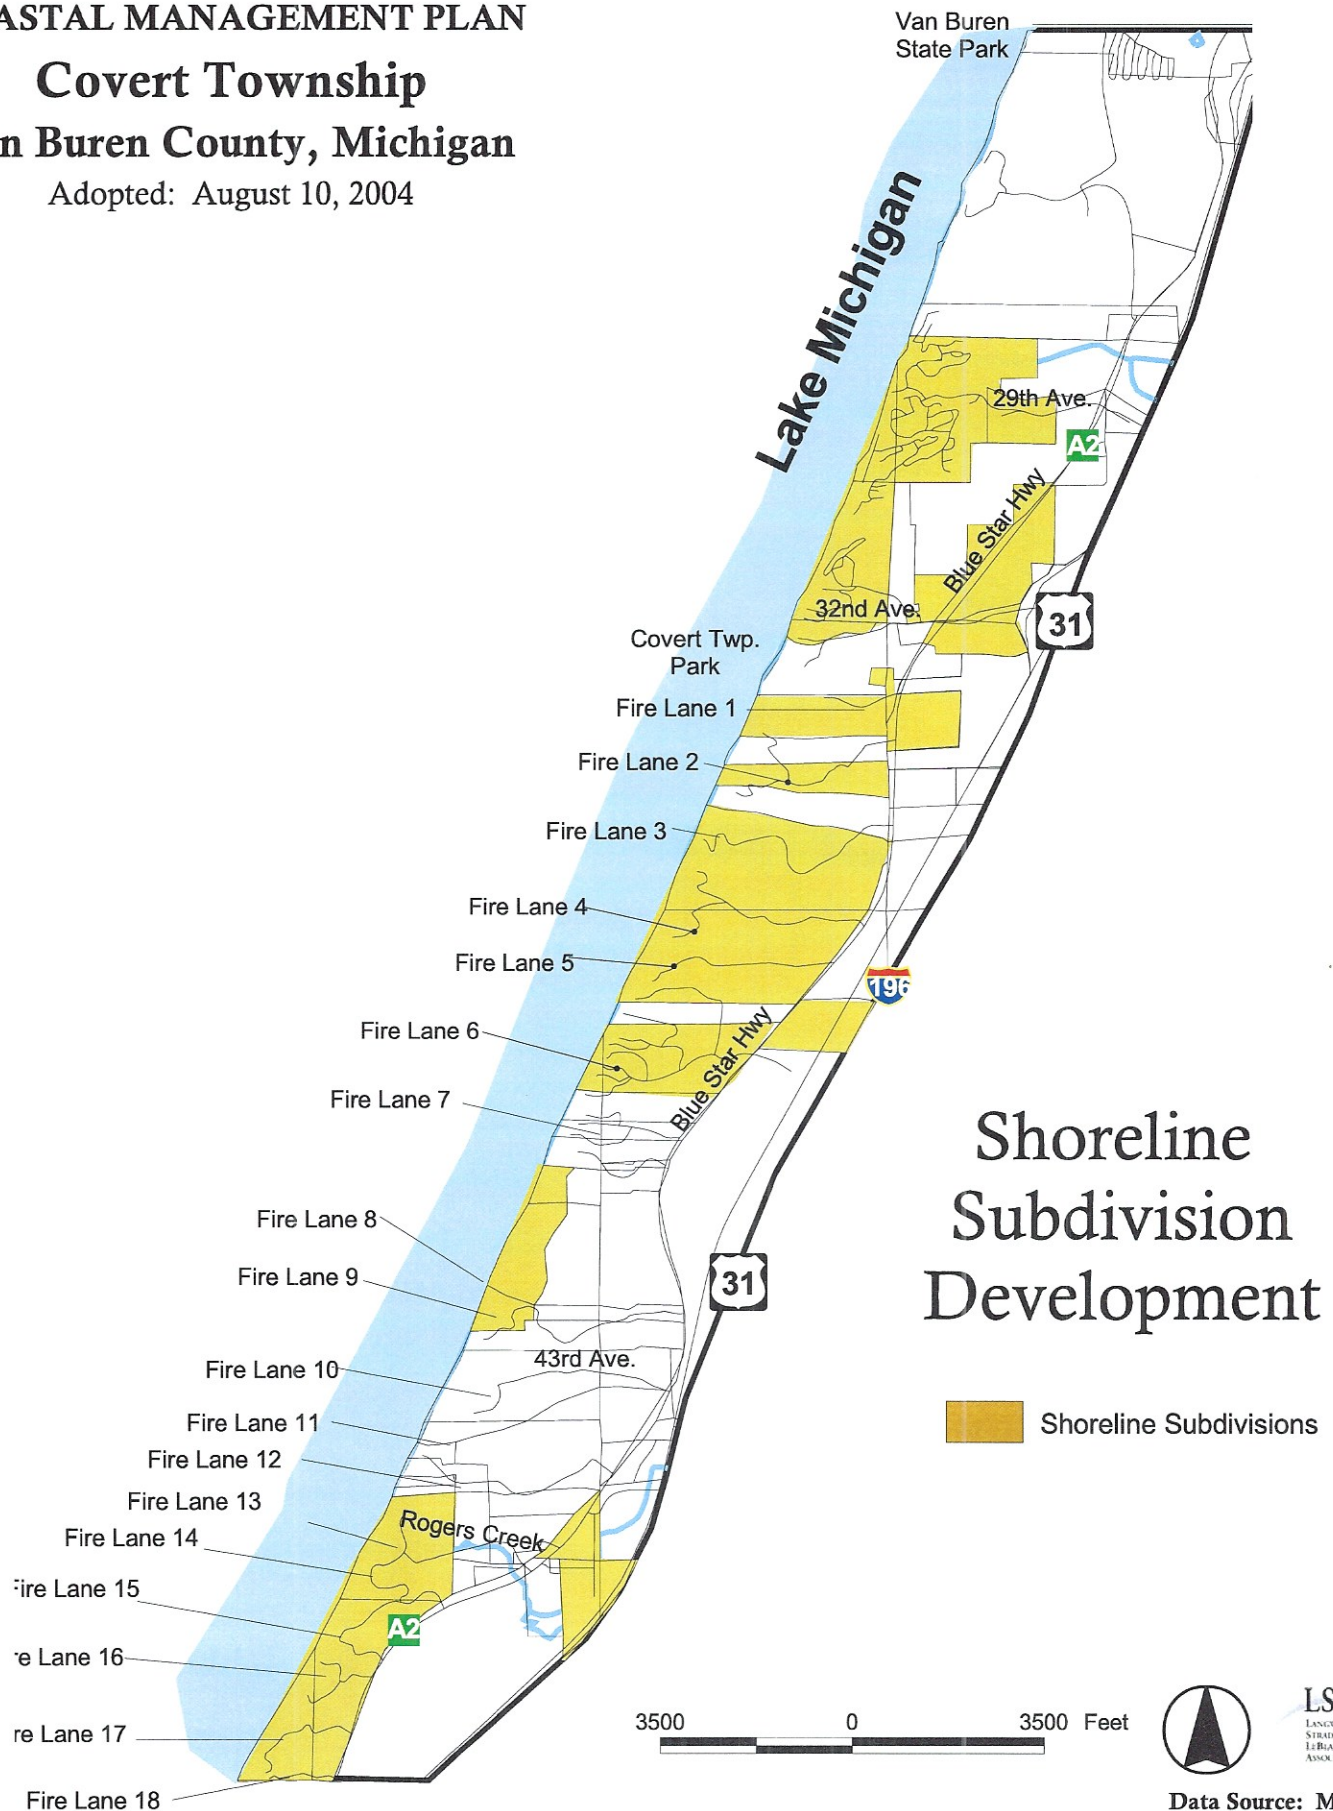 ASTAL MANAGEMENT PLAN
Covert Township
n Buren County, Michigan
Adopted: August 10, 2004
Van Buren
State Park
Lake Michigan
29th Ave.
A2
Blue Star Hwy
32nd Ave.
31
Covert Twp.
Park
Fire Lane 1
Fire Lane 2
Fire Lane 3
Fire Lane 4
Fire Lane 5
196
Fire Lane 6
Blue Star Hwy
Fire Lane 7
Shoreline
Subdivision
Development
Fire Lane 8
Fire Lane 9
31
43rd Ave.
Fire Lane 10
Fire Lane 11
Shoreline Subdivisions
Fire Lane 12
Fire Lane 13
Rogers Creek
Fire Lane 14
ire Lane 15
A2
e Lane 16
re Lane 17
Fire Lane 18
3500 0 3500 Feet
LS
Data Source: M